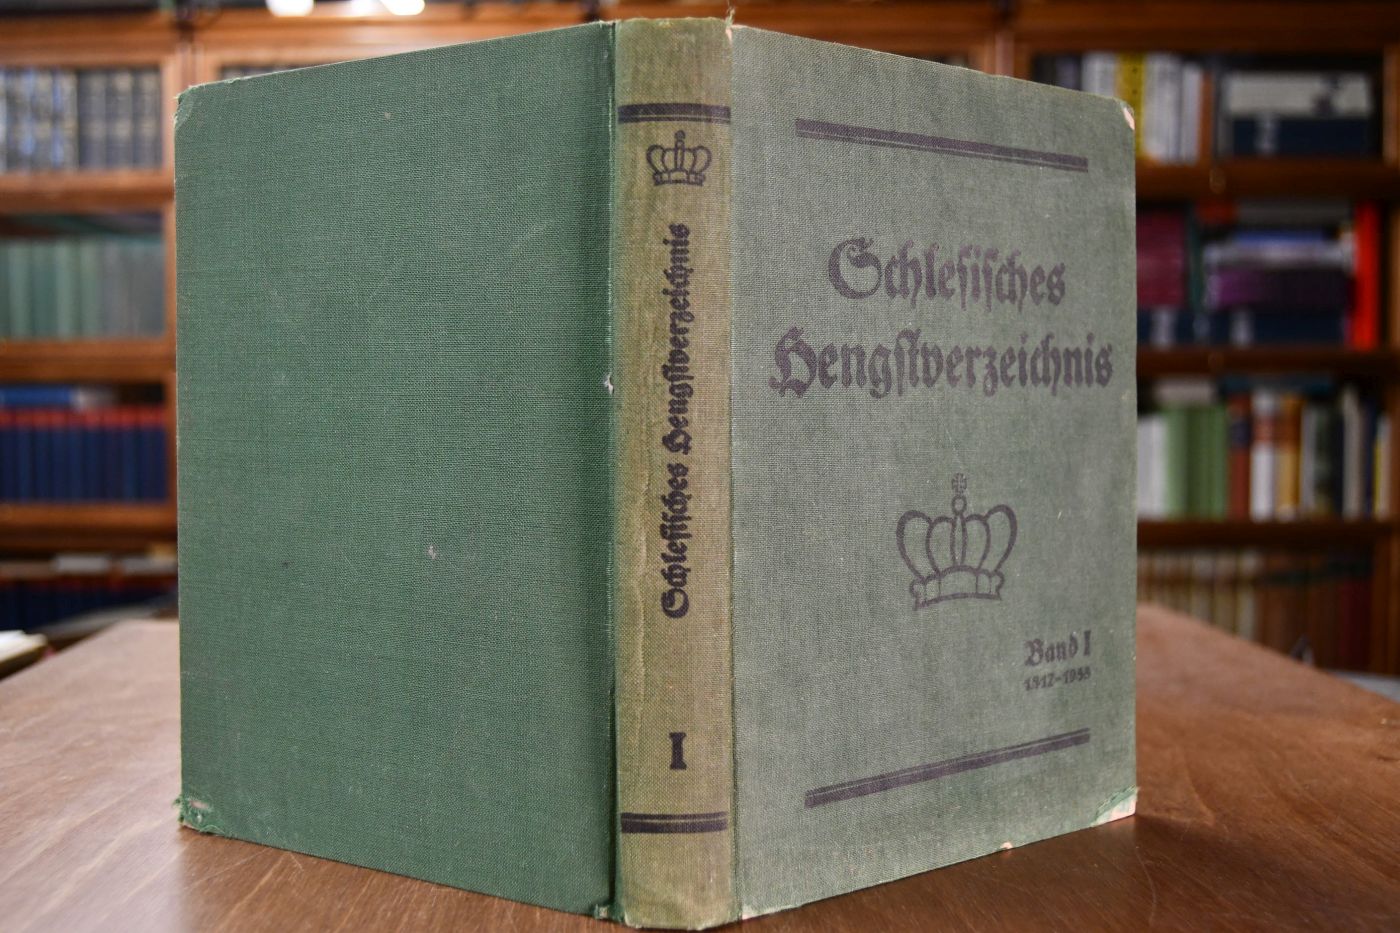 Schlesisches Hengstverzeichnis
I
Schlesisches
Hengstverzeichnis
Band I